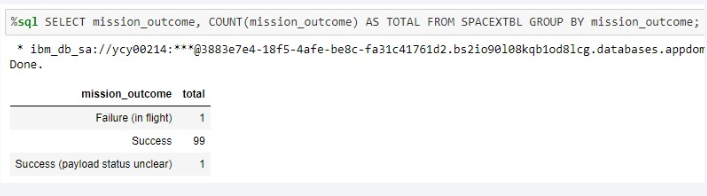 %sql SELECT mission_outcome, COUNT(mission_outcome) AS TOTAL FROM SPACEXTBL GROUP BY mission_outcome;
* ibm_db_sa://ycy00214:***@3883e7e4-18f5-4afe-be8c-fa31c41761d2.bs2io90l08kqb1od8lcg.databases.appdom
Done.
mission_outcome total
Failure (in flight) 1
Success 99
Success (payload status unclear) 1